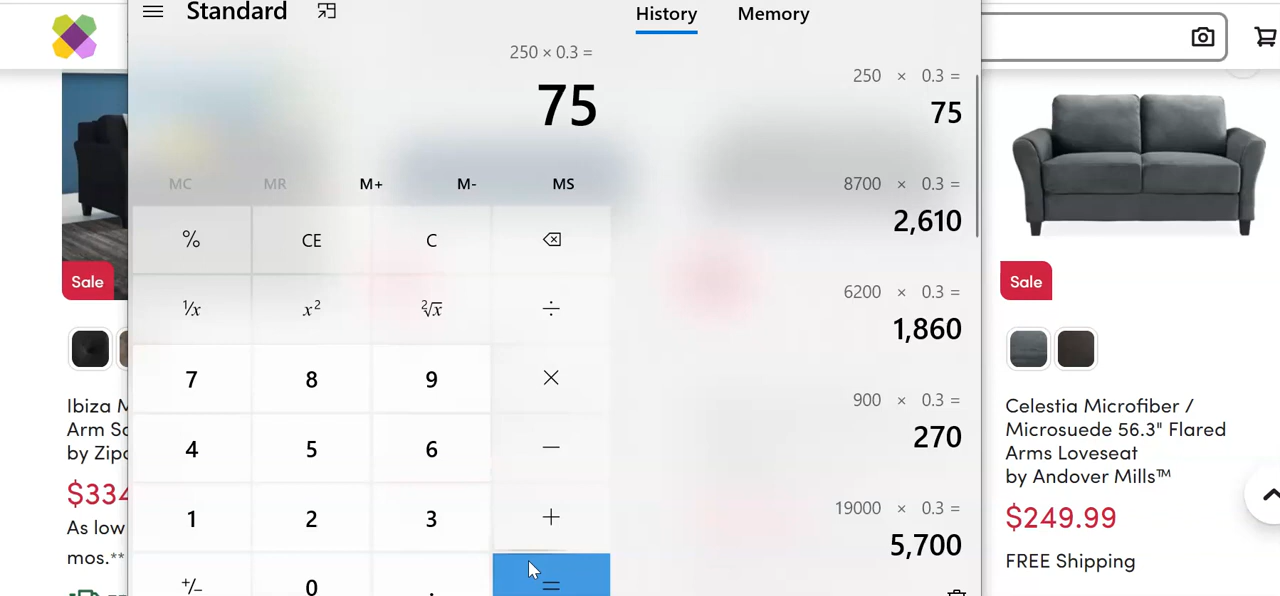 Standard
History
Memory
250 × 0.3 =
75
250 × 0.3 =
75
8700 × 0.3 =
2,610
6200 × 0.3 =
1,860
900 × 0.3 =
270
19000 × 0.3 =
5,700
MC MR M+ M- MS
% CE C
¹/x x² ²√x ÷
7 8 9 ×
4 5 6 −
1 2 3 +
+/− 0 . =
Sale
Ibiza M
Arm So
by Zipc
$334
As low
mos.**
Sale
Celestia Microfiber /
Microsuede 56.3" Flared
Arms Loveseat
by Andover Mills™
$249.99
FREE Shipping